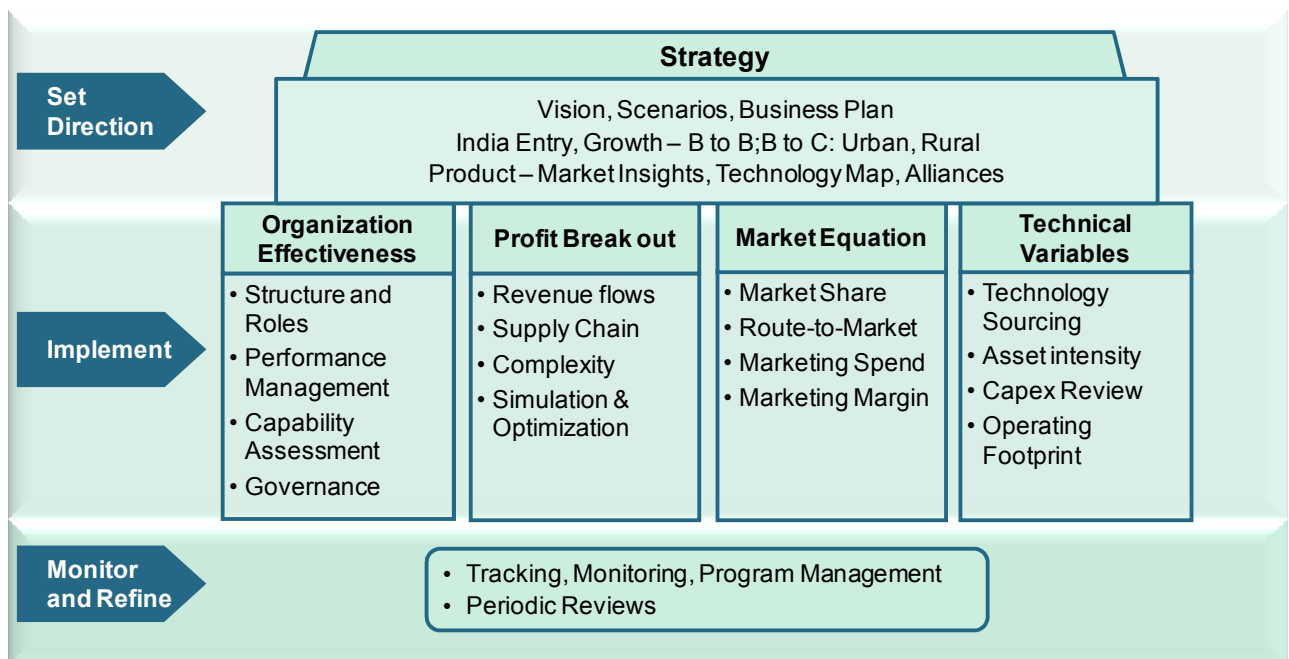 Strategy
Set
Direction
Vision, Scenarios, Business Plan
India Entry, Growth – B to B;B to C: Urban, Rural
Product – Market Insights, Technology Map, Alliances
Implement
Organization
Effectiveness
• Structure and
Roles
• Performance
Management
• Capability
Assessment
• Governance
Profit Break out
• Revenue flows
• Supply Chain
• Complexity
• Simulation &
Optimization
Market Equation
• Market Share
• Route-to-Market
• Marketing Spend
• Marketing Margin
Technical
Variables
• Technology
Sourcing
• Asset intensity
• Capex Review
• Operating
Footprint
Monitor
and Refine
• Tracking, Monitoring, Program Management
• Periodic Reviews